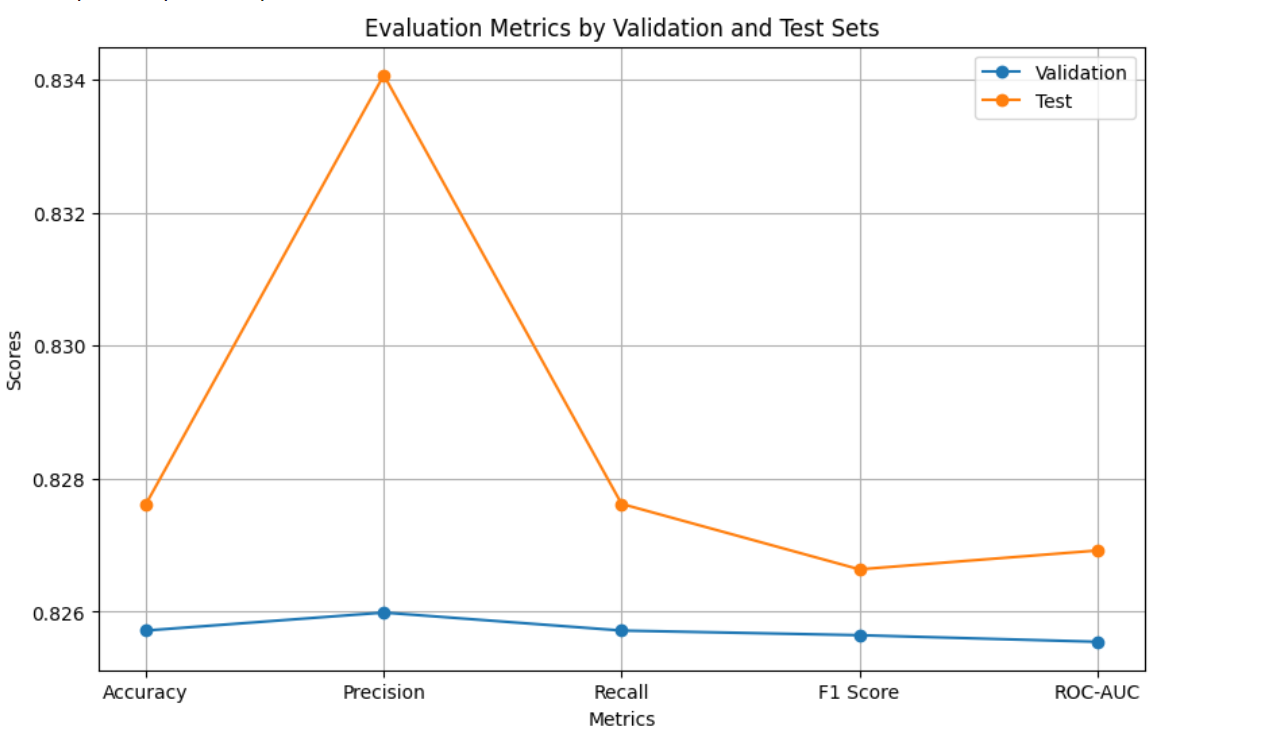 Evaluation Metrics by Validation and Test Sets
Validation
Test
0.834
0.832
0.830
0.828
0.826
Scores
Accuracy Precision Recall F1 Score ROC-AUC
Metrics